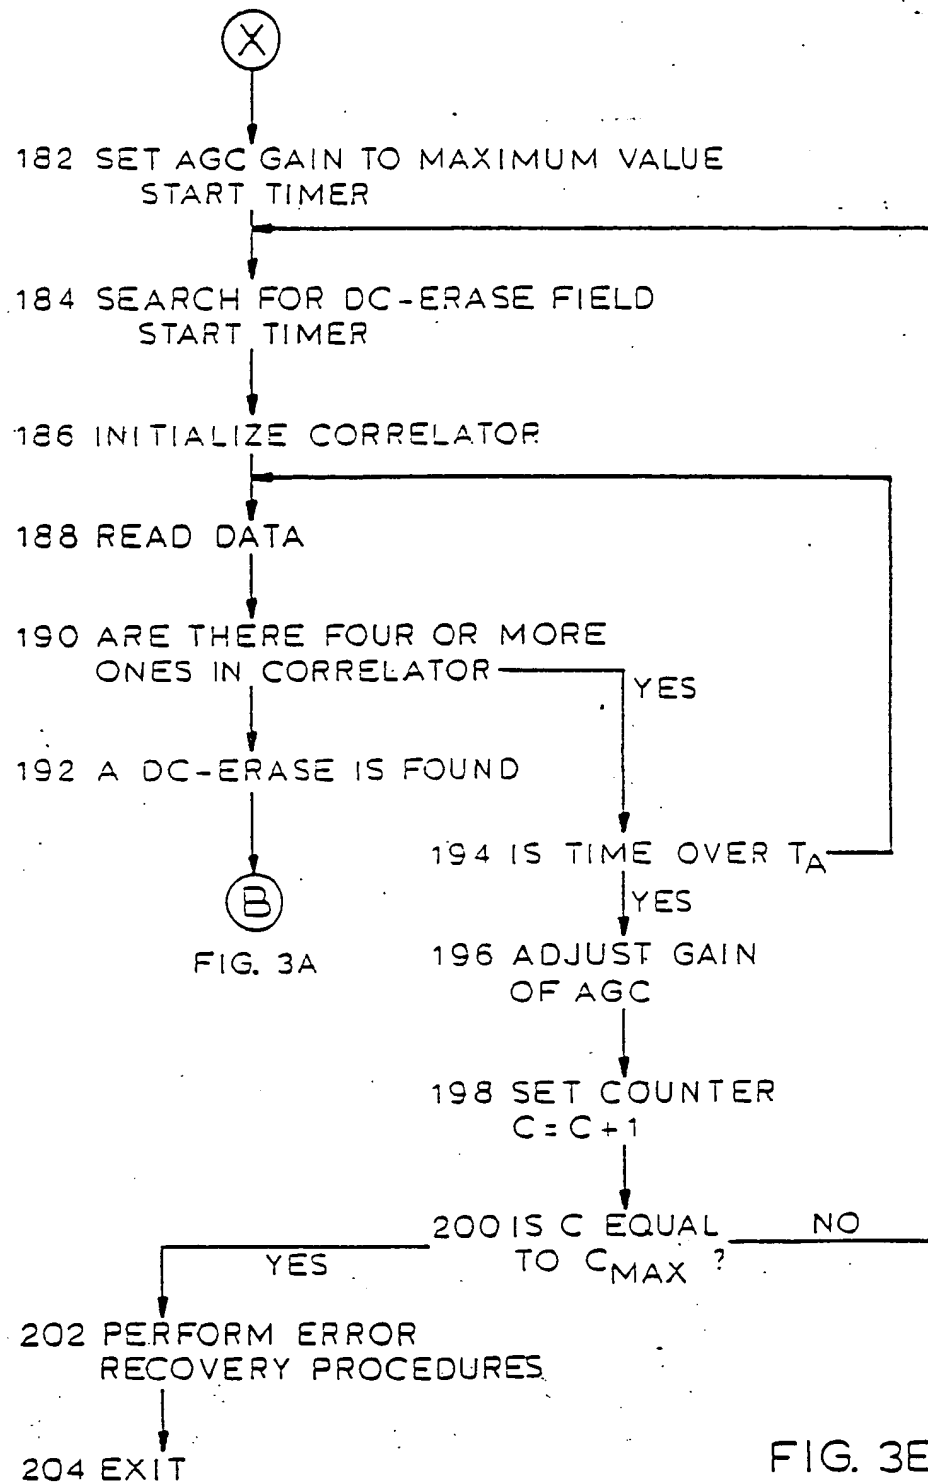 X
182 SET AGC GAIN TO MAXIMUM VALUE
START TIMER
184 SEARCH FOR DC-ERASE FIELD
START TIMER
186 INITIALIZE CORRELATOR
188 READ DATA
190 ARE THERE FOUR OR MORE
ONES IN CORRELATOR
YES
192 A DC-ERASE IS FOUND
194 IS TIME OVER TA
YES
B
FIG. 3A
196 ADJUST GAIN
OF AGC
198 SET COUNTER
C = C + 1
200 IS C EQUAL
TO CMAX ?
NO
YES
202 PERFORM ERROR
RECOVERY PROCEDURES
204 EXIT
FIG. 3E